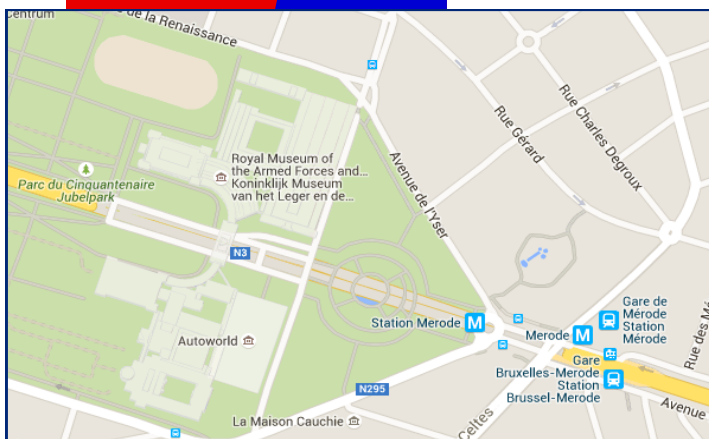 Centrum
de la Renaissance
Rue Gérard
Rue Charles Degroux
Avenue de l'Yser
Royal Museum of
the Armed Forces and...
Koninklijk Museum
van het Leger en de...
Parc du Cinquantenaire
Jubelpark
N3
Station Merode
M
Merode
M
Gare de
Mérode
Station
Mérode
Rue des Mé
Autoworld
Gare
Bruxelles-Merode
Station
Brussel-Merode
N295
Avenue
La Maison Cauchie
Celtes